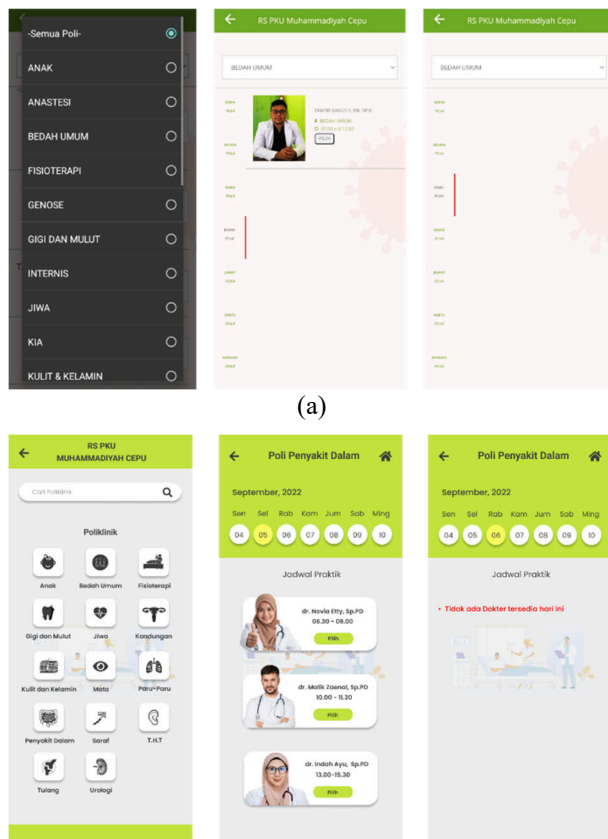 -Semua Poli-
ANAK
ANASTESI
BEDAH UMUM
FISIOTERAPI
GENOSE
GIGI DAN MULUT
INTERNIS
JIWA
KIA
KULIT & KELAMIN
RS PKU Muhammadiyah Cepu
BEDAH UMUM
BEDAH UMUM
PILIH
RS PKU Muhammadiyah Cepu
BEDAH UMUM
(a)
RS PKU
MUHAMMADIYAH CEPU
Cari Poliklinik
Poliklinik
Anak Bedah Umum Fisioterapi
Gigi dan Mulut Jiwa Kandungan
Kulit dan Kelamin Mata Paru-Paru
Penyakit Dalam Saraf T.H.T
Tulang Urologi
Poli Penyakit Dalam
September, 2022
Sen Sel Rab Kam Jum Sab Ming
04 05 06 07 08 09 10
Jadwal Praktik
dr. Novia Etty, Sp.PD
06.30 - 09.00
Pilih
dr. Malik Zaenal, Sp.PD
10.00 - 11.30
Pilih
dr. Indah Ayu, Sp.PD
13.00-15.30
Pilih
Poli Penyakit Dalam
September, 2022
Sen Sel Rab Kam Jum Sab Ming
04 05 06 07 08 09 10
Jadwal Praktik
• Tidak ada Dokter tersedia hari ini